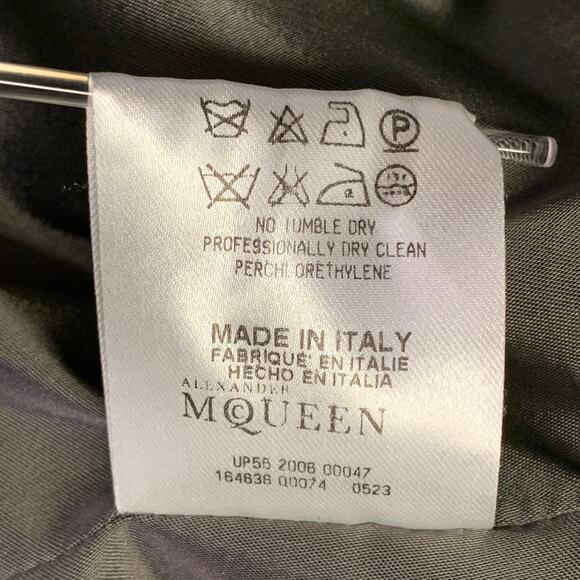 P
NO TUMBLE DRY
PROFESSIONALLY DRY CLEAN
PERCHLORETHYLENE
MADE IN ITALY
FABRIQUE' EN ITALIE
HECHO EN ITALIA
ALEXANDER
MCQUEEN
UP55 2006 00047
164636 00074 0523